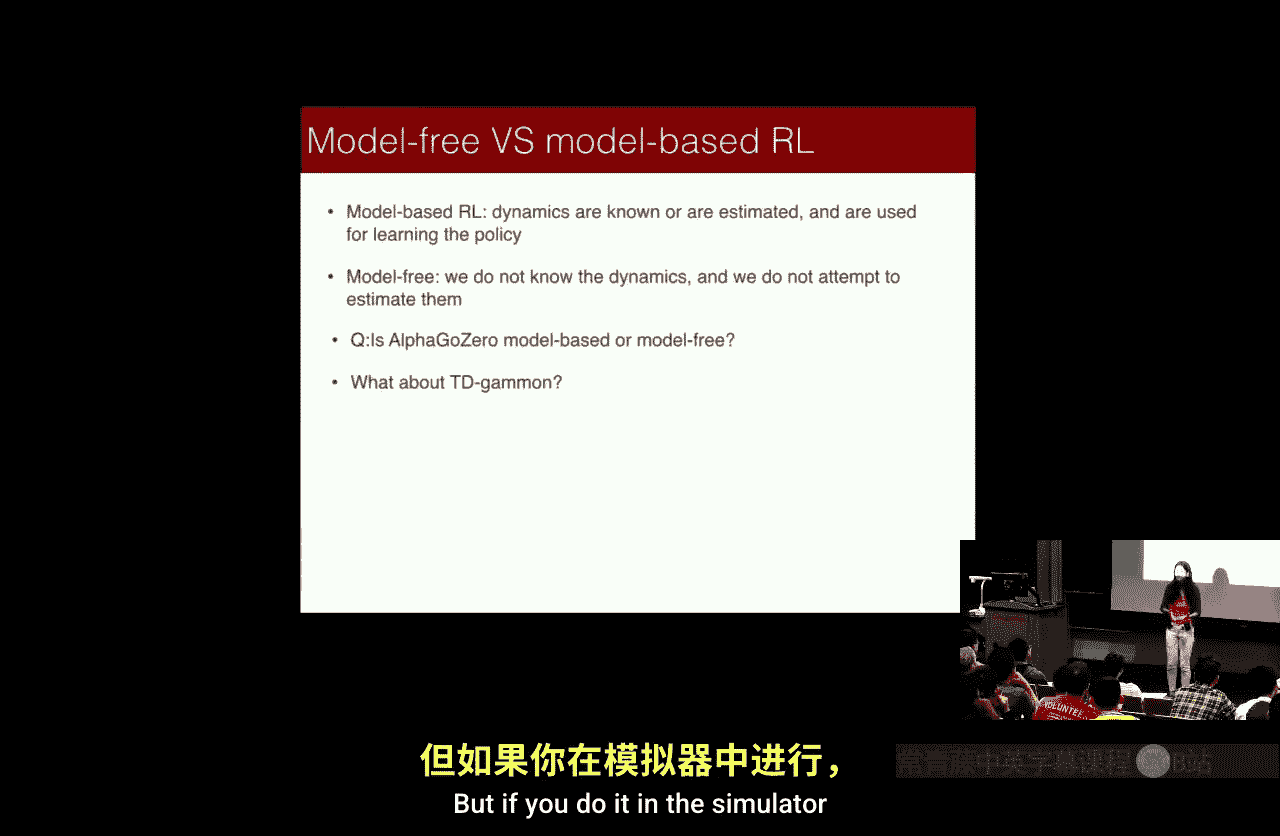 Model-free VS model-based RL
• Model-based RL: dynamics are known or are estimated, and are used
for learning the policy
• Model-free: we do not know the dynamics, and we do not attempt to
estimate them
• Q:Is AlphaGoZero model-based or model-free?
• What about TD-gammon?
VOLUNTEE
但如果你在模拟器中进行，
But if you do it in the simulator